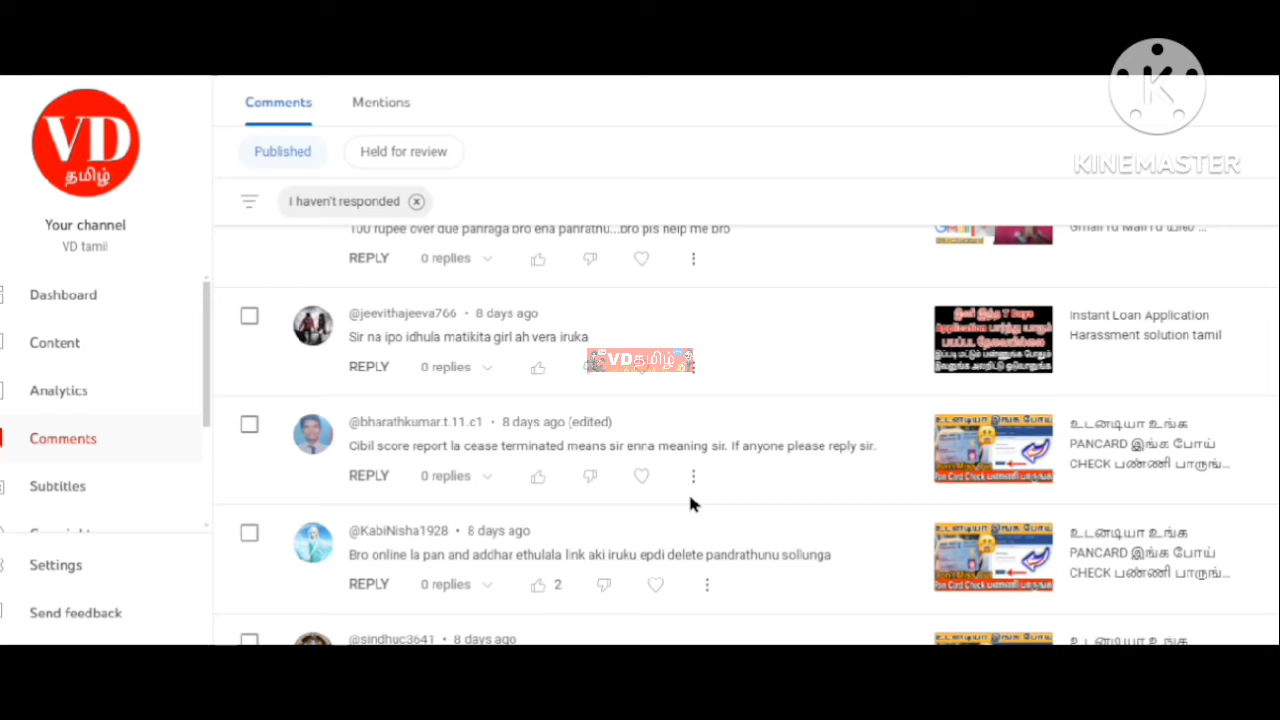 VD
தமிழ்
Your channel
VD tamil
Dashboard
Content
Analytics
Comments
Subtitles
Settings
Send feedback
Comments
Mentions
Published
Held for review
I haven't responded
K
KINEMASTER
100 rupee over due panraga bro ena panrathu...bro pls help me bro
REPLY
0 replies
@jeevithajeeva766 • 8 days ago
Sir na ipo idhula matikita girl ah vera iruka
REPLY
0 replies
VDதமிழ்
Instant Loan Application
Harassment solution tamil
@bharathkumar.t.11.c1 • 8 days ago (edited)
Cibil score report la cease terminated means sir enna meaning sir. If anyone please reply sir.
REPLY
0 replies
உடனடியா உங்க
PANCARD இங்க போய்
CHECK பண்ணி பாருங்...
@KabiNisha1928 • 8 days ago
Bro online la pan and addhar ethulala link aki iruku epdi delete pandrathunu sollunga
REPLY
0 replies
2
உடனடியா உங்க
PANCARD இங்க போய்
CHECK பண்ணி பாருங்...
@sindhuc3641 • 8 days ago
உடனடியா உங்க